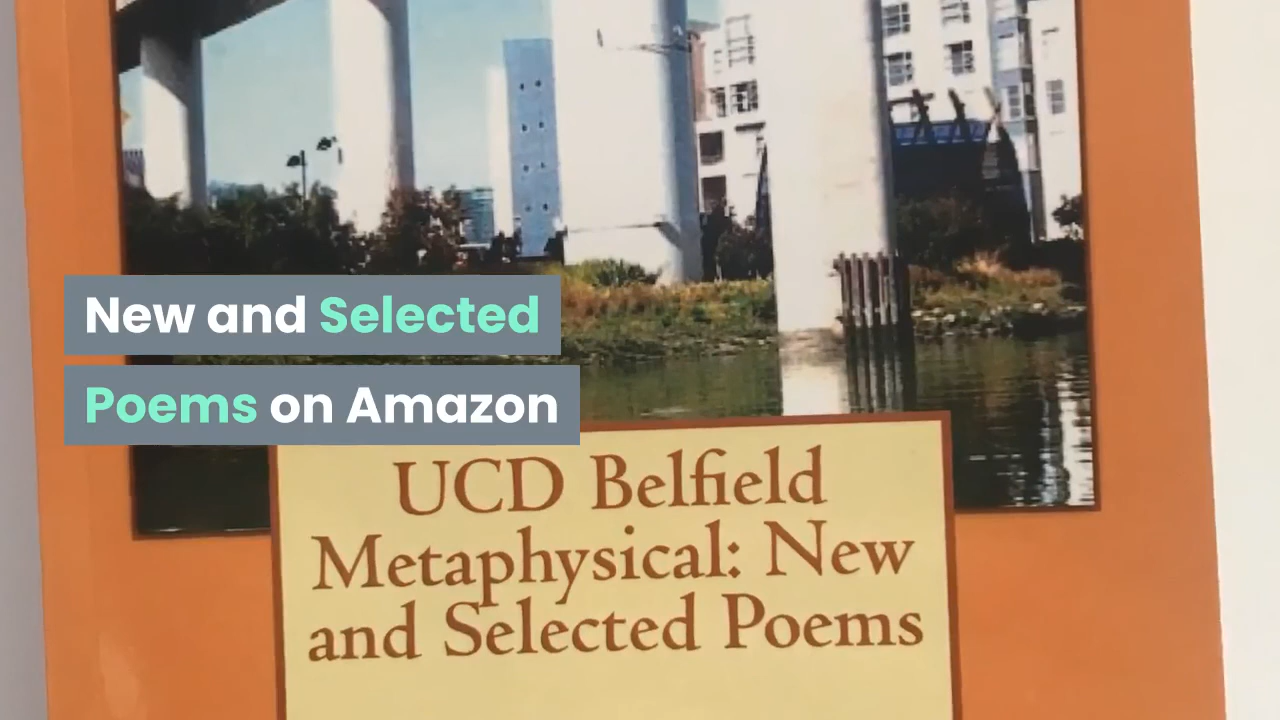 New and Selected
Poems on Amazon
UCD Belfield
Metaphysical: New
and Selected Poems